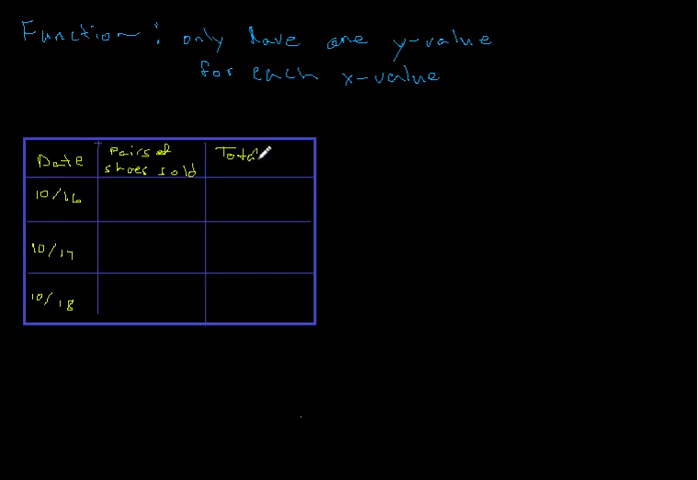 Function: only have one y-value
for each x-value
Date
Pairs of
shoes sold
Total
10/16
10/17
10/18